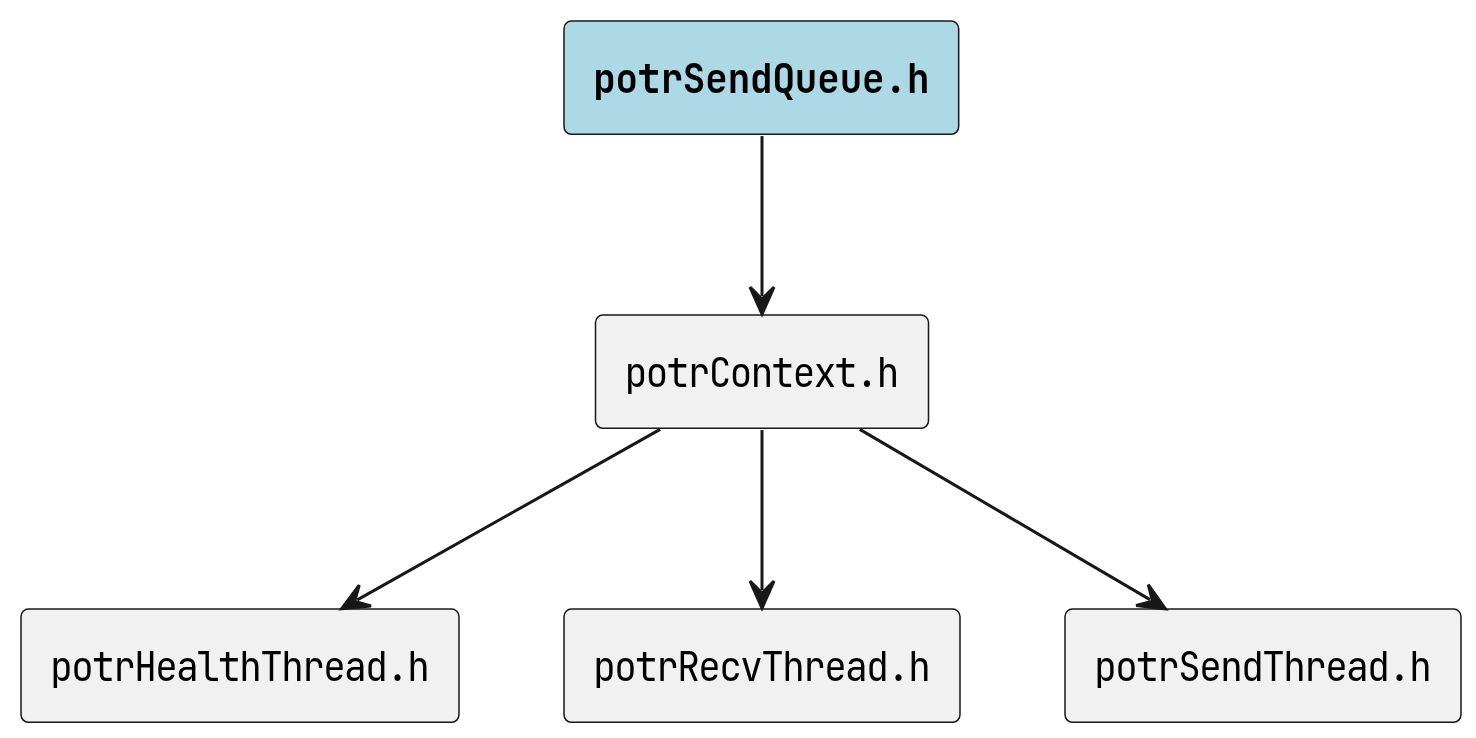 potrSendQueue.h
potrContext.h
potrHealthThread.h
potrRecvThread.h
potrSendThread.h